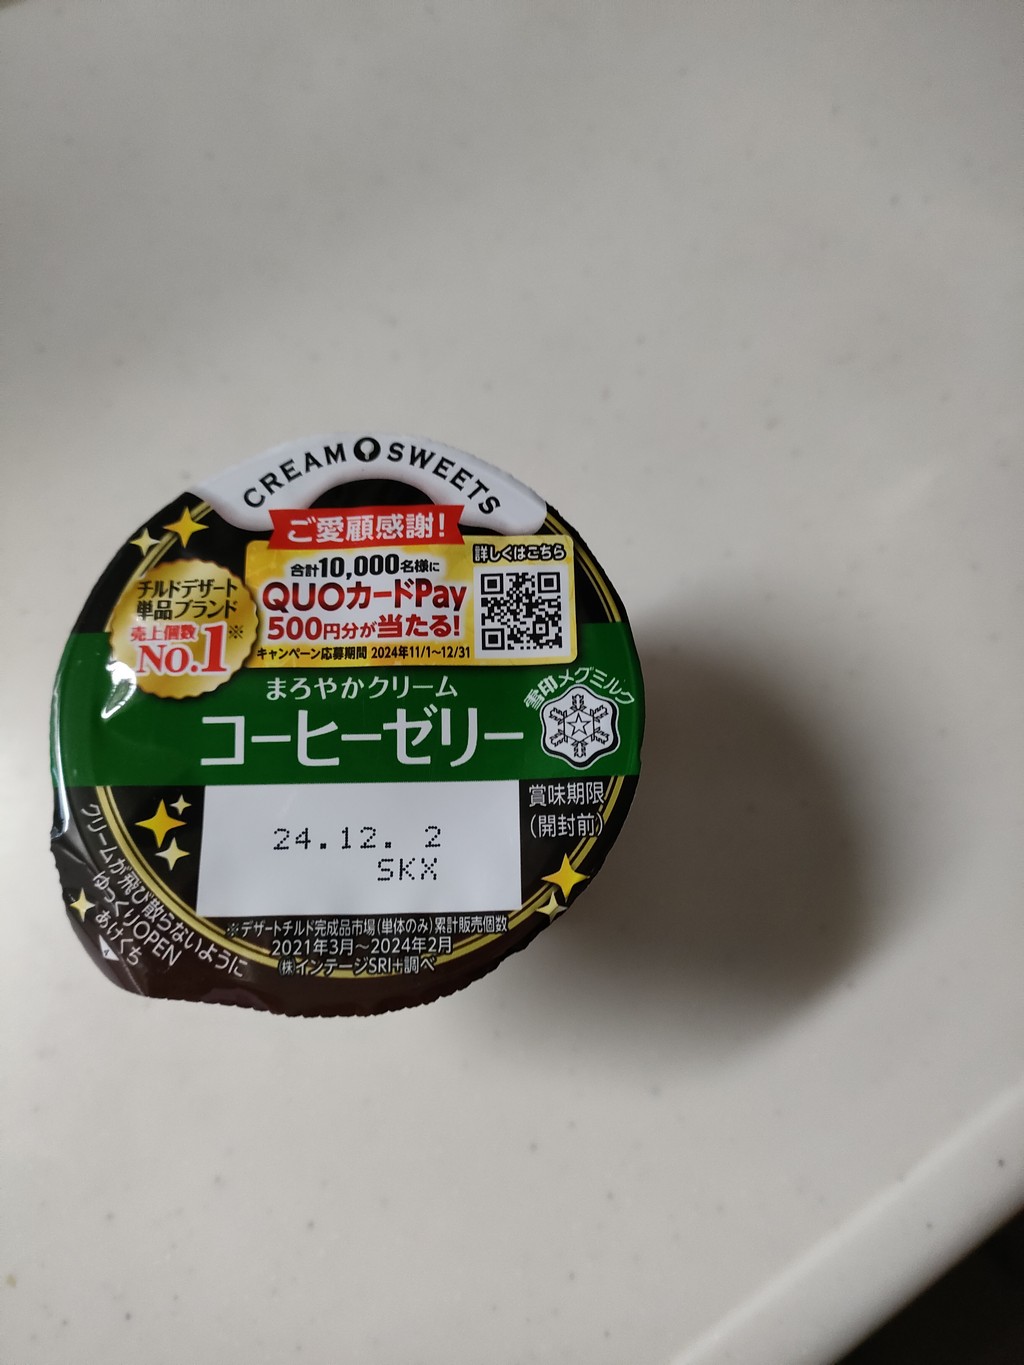 CREAM SWEETS
ご愛顧感謝!
詳しくはこちら
合計10,000名様に
QUOカードPay
500円分が当たる!
キャンペーン応募期間 2024年11/1~12/31
チルドデザート
単品ブランド
売上個数
No.1※
まろやかクリーム
コーヒーゼリー
雪印メグミルク
賞味期限
(開封前)
24.12. 2
SKX
クリームが飛び散らないように
ゆっくりOPEN
あけくち
※デザートチルド完成品市場(単体のみ)累計販売個数
2021年3月~2024年2月
㈱インテージSRI+調べ